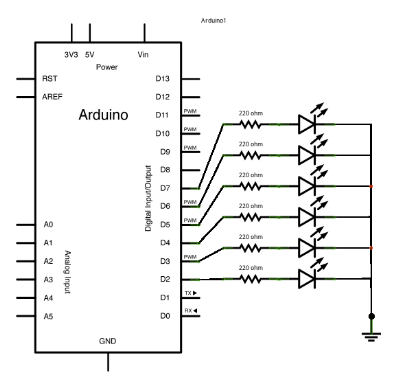 Arduino1
3V3 5V Vin
Power
RST D13
AREF D12
Arduino
PWM D11
D10
PWM
PWM D9
D8
D7
PWM D6
PWM D5
D4
PWM D3
D2
TX D1
RX D0
Digital Input/Output
A0
A1
A2
A3
A4
A5
Analog Input
GND
220 ohm
220 ohm
220 ohm
220 ohm
220 ohm
220 ohm